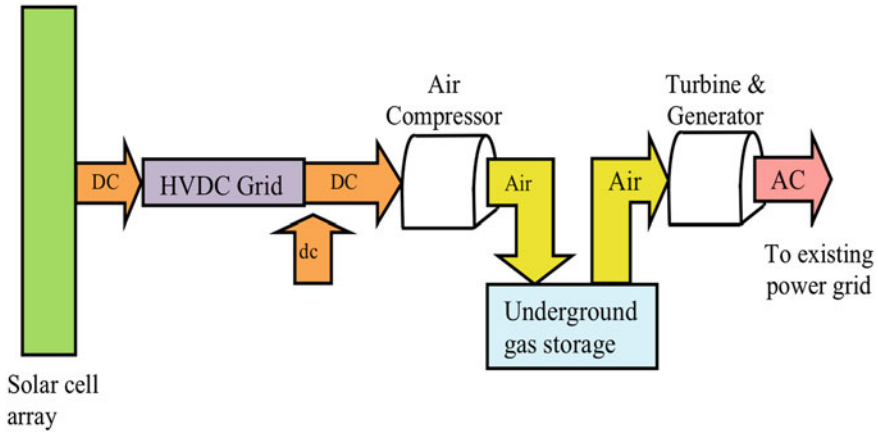 Air
Compressor
Turbine &
Generator
DC
HVDC Grid
DC
Air
Air
AC
dc
To existing
power grid
Underground
gas storage
Solar cell
array